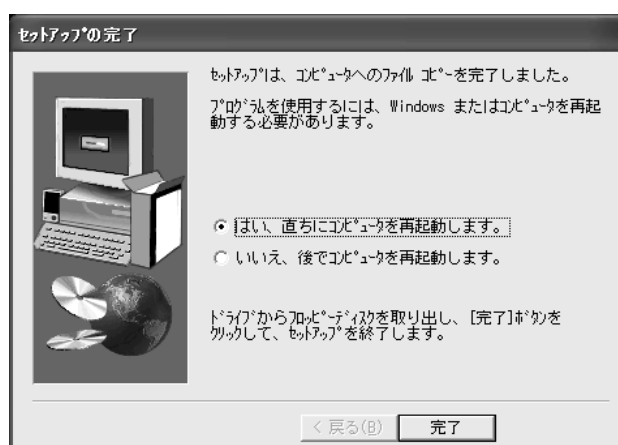 ｾｯﾄｱｯﾌﾟの完了
ｾｯﾄｱｯﾌﾟは、ｺﾝﾋﾟｭｰﾀへのﾌｧｲﾙ ｺﾋﾟｰを完了しました。
ﾌﾟﾛｸﾞﾗﾑを使用するには、Windows またはｺﾝﾋﾟｭｰﾀを再起
動する必要があります。
はい、直ちにｺﾝﾋﾟｭｰﾀを再起動します。
いいえ、後でｺﾝﾋﾟｭｰﾀを再起動します。
ﾄﾞﾗｲﾌﾞからﾌﾛｯﾋﾟｰﾃﾞｨｽｸを取り出し、[完了]ﾎﾞﾀﾝを
ｸﾘｯｸして、ｾｯﾄｱｯﾌﾟを終了します。
< 戻る(B)
完了